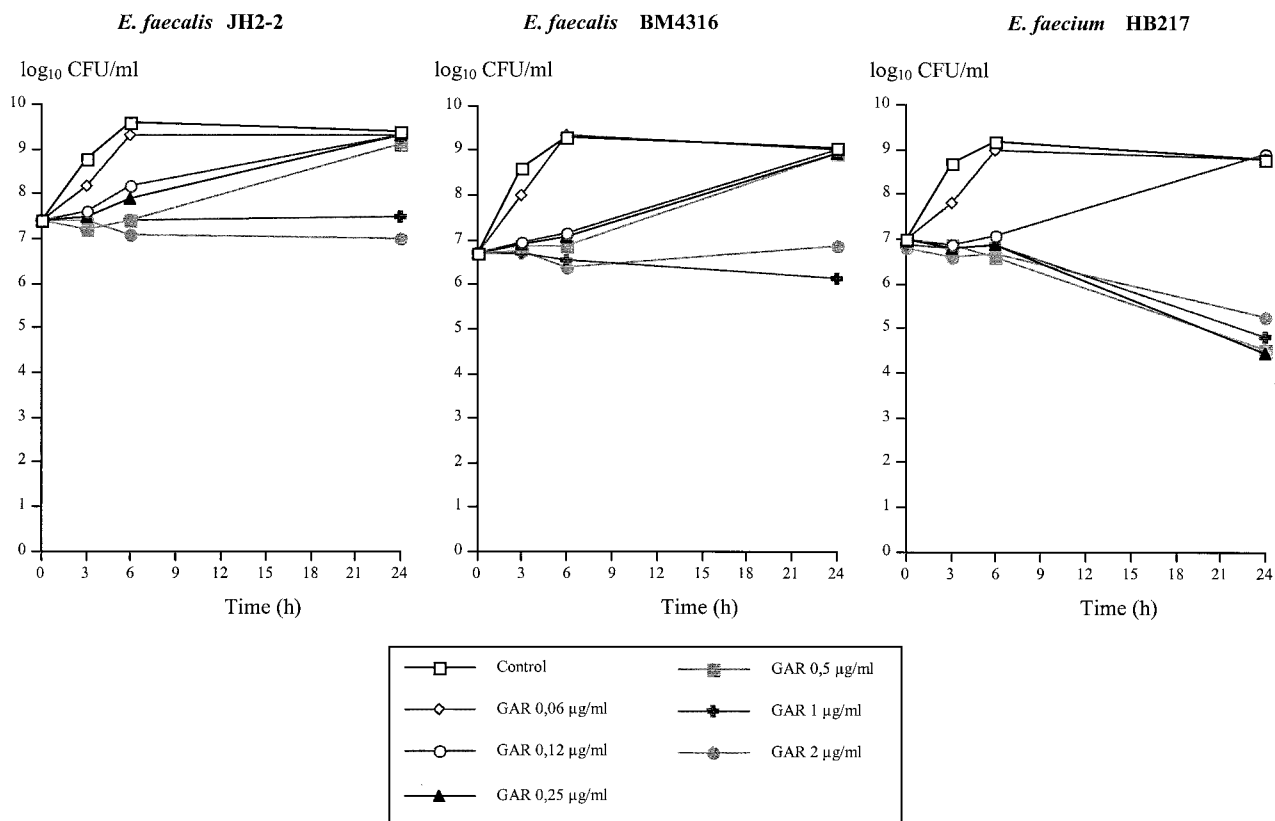 E. faecalis JH2-2
E. faecalis BM4316
E. faecium HB217
log10 CFU/ml
10
9
8
7
6
5
4
3
2
1
0
0 3 6 9 12 15 18 21 24
Time (h)
log10 CFU/ml
10
9
8
7
6
5
4
3
2
1
0
0 3 6 9 12 15 18 21 24
Time (h)
log10 CFU/ml
10
9
8
7
6
5
4
3
2
1
0
0 3 6 9 12 15 18 21 24
Time (h)
Control
GAR 0,06 µg/ml
GAR 0,12 µg/ml
GAR 0,25 µg/ml
GAR 0,5 µg/ml
GAR 1 µg/ml
GAR 2 µg/ml